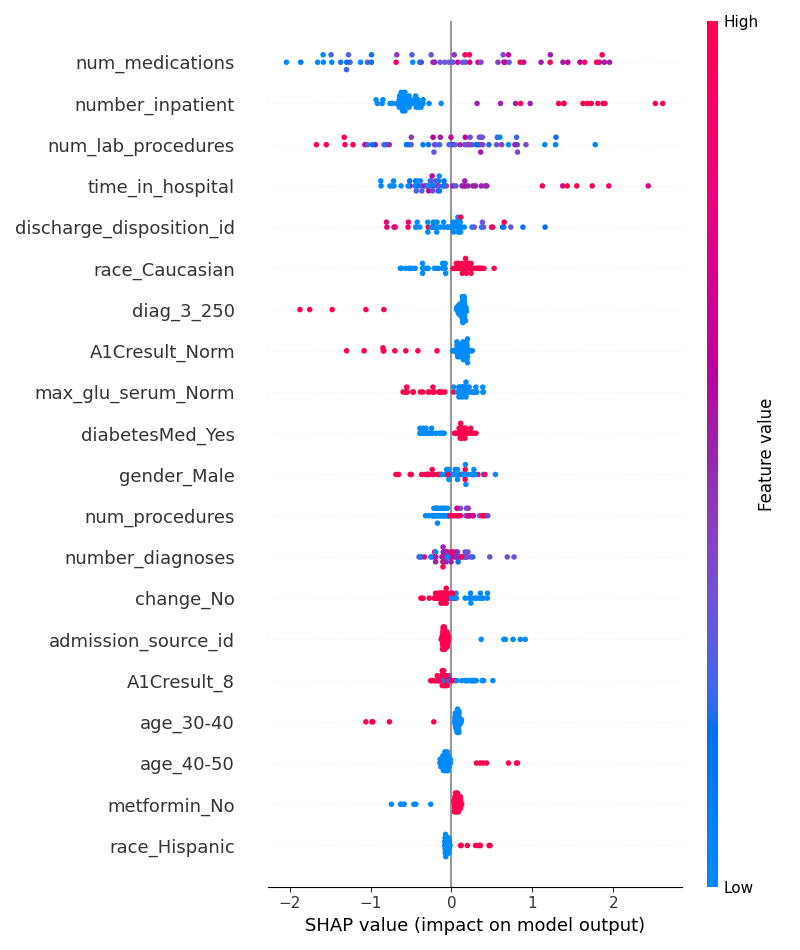 High
num_medications
number_inpatient
num_lab_procedures
time_in_hospital
discharge_disposition_id
race_Caucasian
diag_3_250
A1Cresult_Norm
max_glu_serum_Norm
diabetesMed_Yes
gender_Male
num_procedures
number_diagnoses
change_No
admission_source_id
A1Cresult_8
age_30-40
age_40-50
metformin_No
race_Hispanic
Feature value
Low
−2 −1 0 1 2
SHAP value (impact on model output)